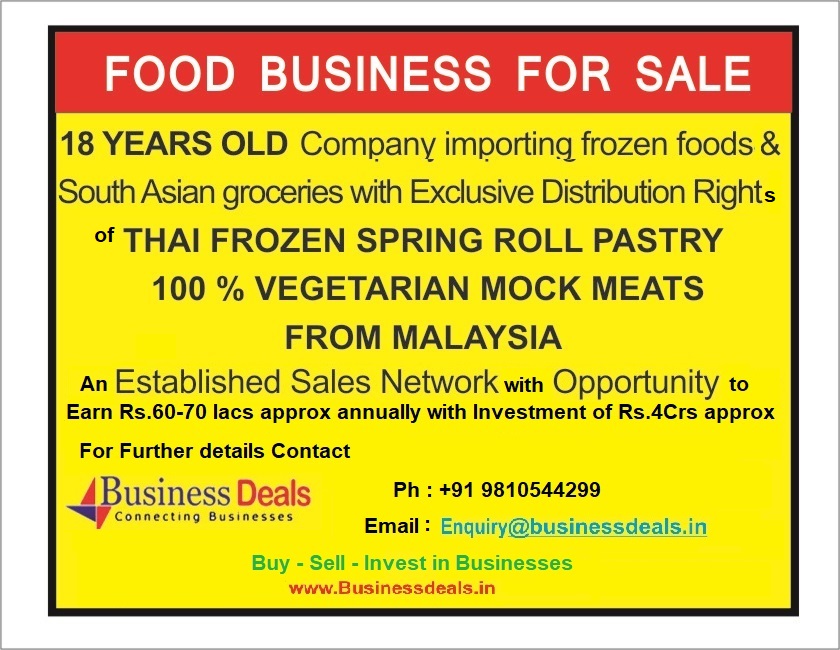 FOOD BUSINESS FOR SALE
18 YEARS OLD Company importing frozen foods &
South Asian groceries with Exclusive Distribution Rights
of THAI FROZEN SPRING ROLL PASTRY
100 % VEGETARIAN MOCK MEATS
FROM MALAYSIA
An Established Sales Network with Opportunity to
Earn Rs.60-70 lacs approx annually with Investment of Rs.4Crs approx
For Further details Contact
Business Deals
Connecting Businesses
Ph : +91 9810544299
Email : Enquiry@businessdeals.in
Buy - Sell - Invest in Businesses
www.Businessdeals.in